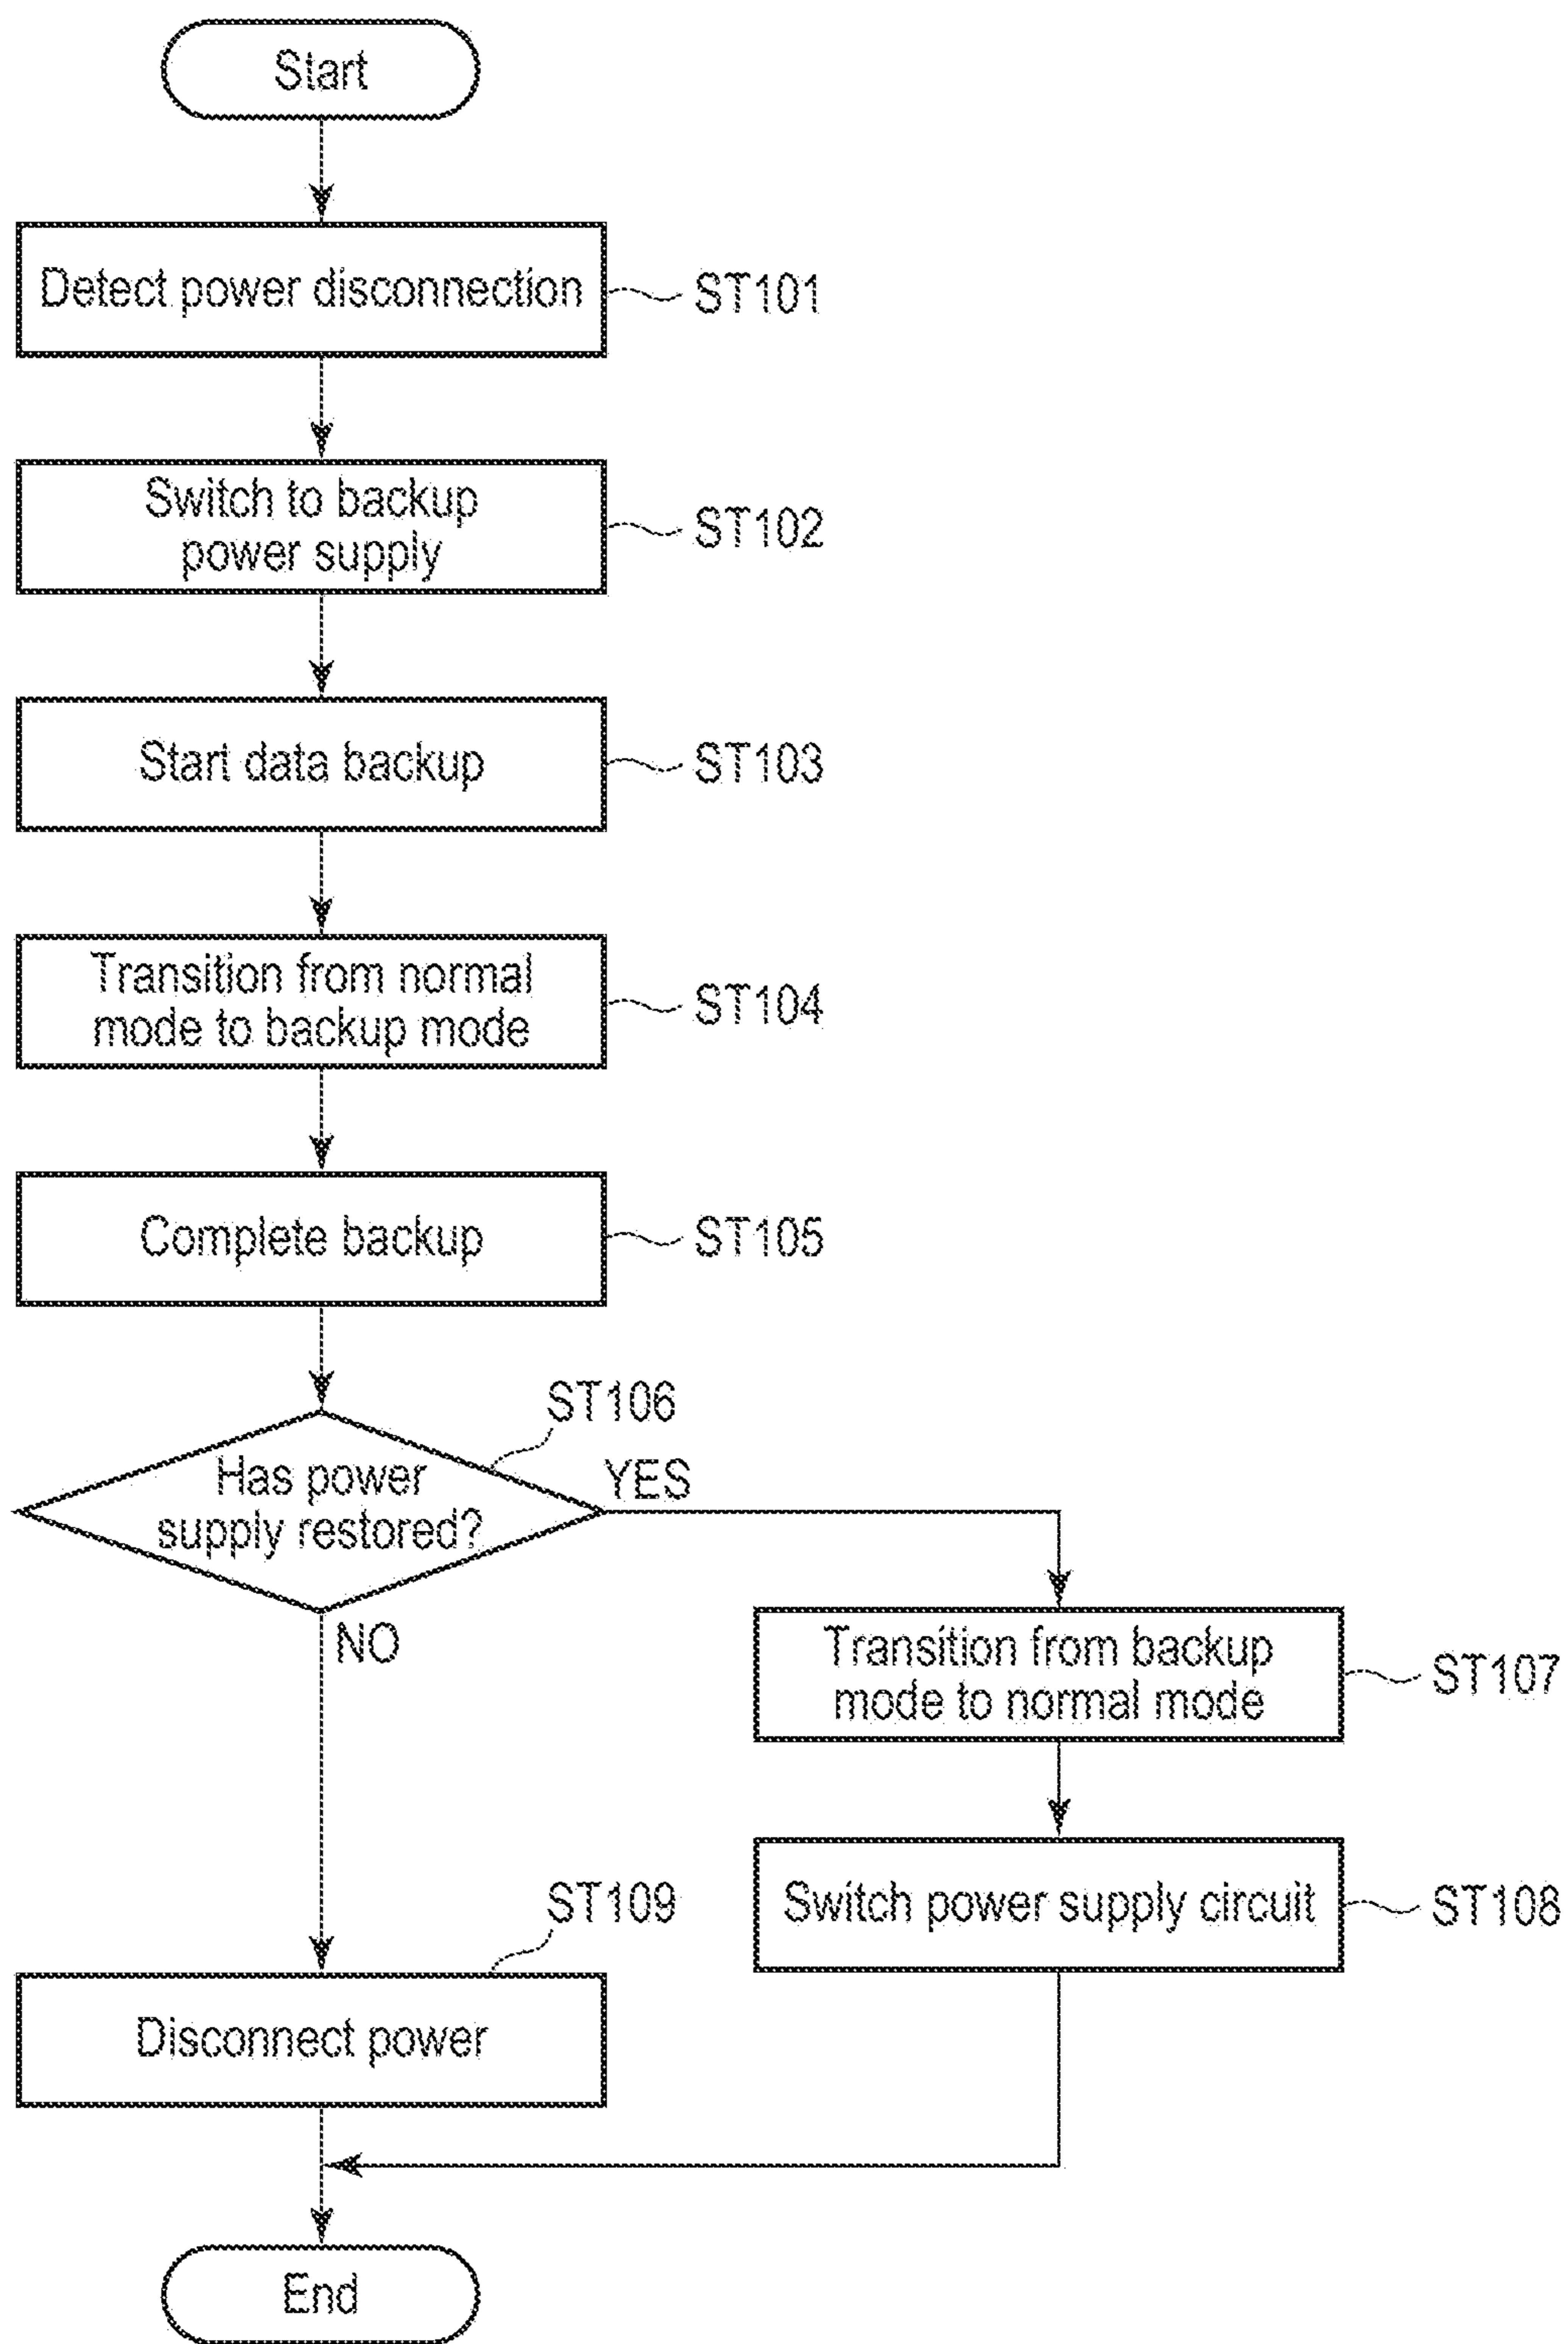 Start
Detect power disconnection
ST101
Switch to backup
power supply
ST102
Start data backup
ST103
Transition from normal
mode to backup mode
ST104
Complete backup
ST105
ST106
Has power
supply restored?
YES
NO
Transition from backup
mode to normal mode
ST107
Switch power supply circuit
ST108
ST109
Disconnect power
End